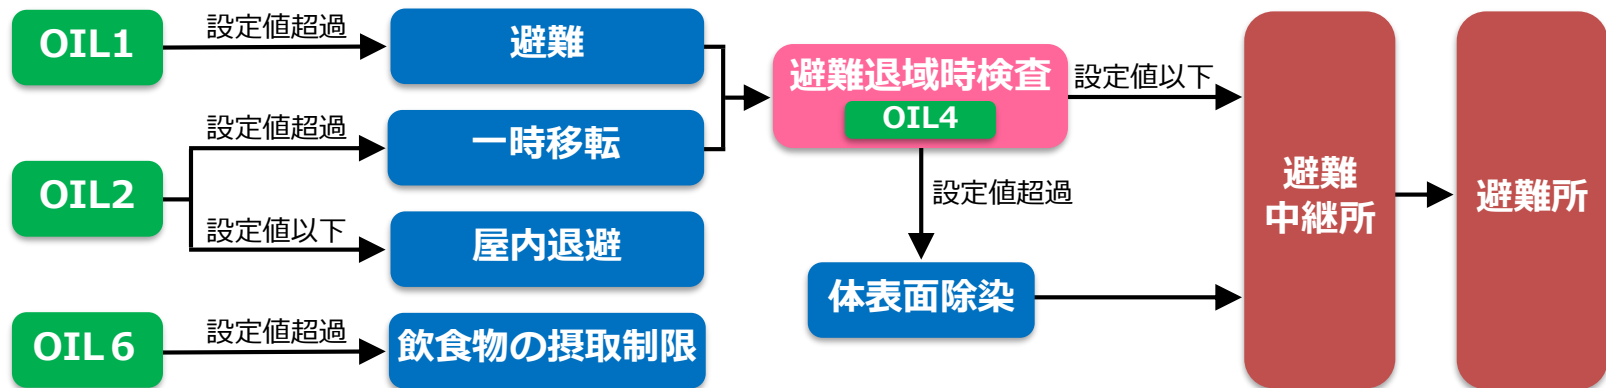 OIL1
設定値超過
避難
OIL2
設定値超過
一時移転
設定値以下
屋内退避
OIL６
設定値超過
飲食物の摂取制限
避難退域時検査
OIL4
設定値以下
設定値超過
体表面除染
避難
中継所
避難所